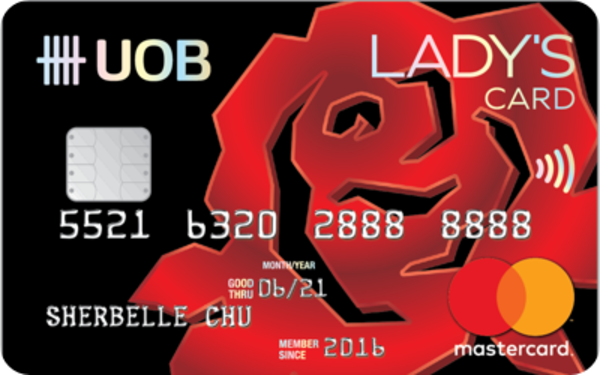 UOB
LADY'S
CARD
5521 6320 2888 8888
MONTH/YEAR
GOOD THRU 06/21
SHERBELLE CHU
MEMBER SINCE 2016
mastercard.